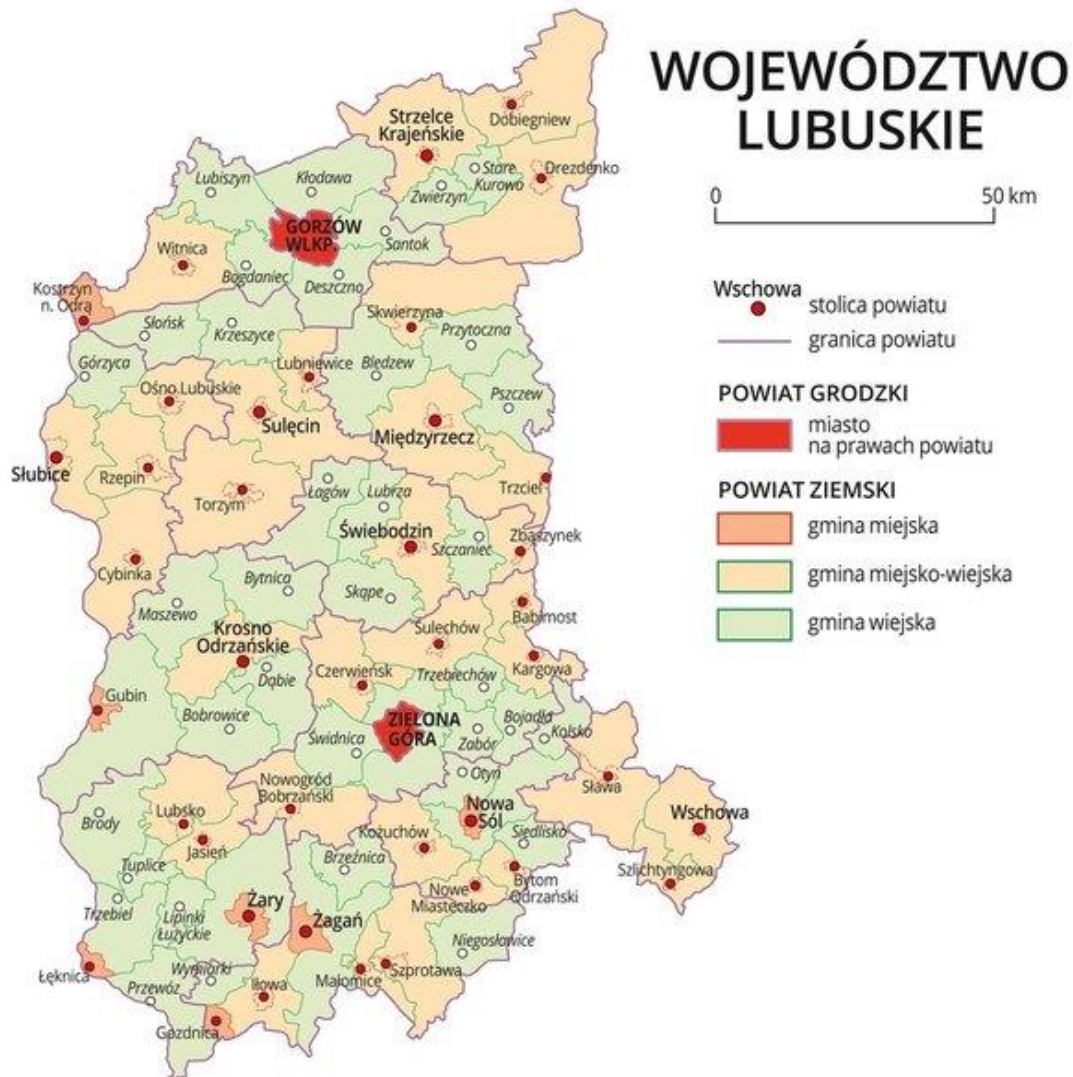 WOJEWÓDZTWO
LUBUSKIE
0 50 km
Wschowa
stolica powiatu
granica powiatu
POWIAT GRODZKI
miasto
na prawach powiatu
POWIAT ZIEMSKI
gmina miejska
gmina miejsko-wiejska
gmina wiejska
Strzelce
Krajeńskie
Dobiegniew
Stare
Kurowo
Drezdenko
Zwierzyn
Lubiszyn
Kłodawa
GORZÓW
WLKP.
Santok
Witnica
Bogdaniec
Deszczno
Kostrzyn
n. Odrą
Słońsk
Krzeszyce
Skwierzyna
Przytoczna
Górzyca
Lubniewice
Bledzew
Ośno Lubuskie
Pszczew
Sulęcin
Międzyrzecz
Słubice
Rzepin
Torzym
Łagów
Lubrza
Trzciel
Świebodzin
Szczaniec
Zbąszynek
Cybinka
Bytnica
Skąpe
Maszewo
Babimost
Krosno
Odrzańskie
Sulechów
Dąbie
Czerwieńsk
Trzebiechów
Kargowa
Gubin
Bobrowice
ZIELONA
GÓRA
Bojadła
Kolsko
Świdnica
Zabór
Otyń
Nowogród
Bobrzański
Sława
Brody
Lubsko
Nowa
Sól
Wschowa
Jasień
Kożuchów
Siedlisko
Tuplice
Brzeźnica
Szlichtyngowa
Bytom
Odrzański
Nowe
Miasteczko
Trzebiel
Lipinki
Łużyckie
Żary
Żagań
Niegosławice
Łęknica
Wymiarki
Przewóz
Iłowa
Małomice
Szprotawa
Gozdnica